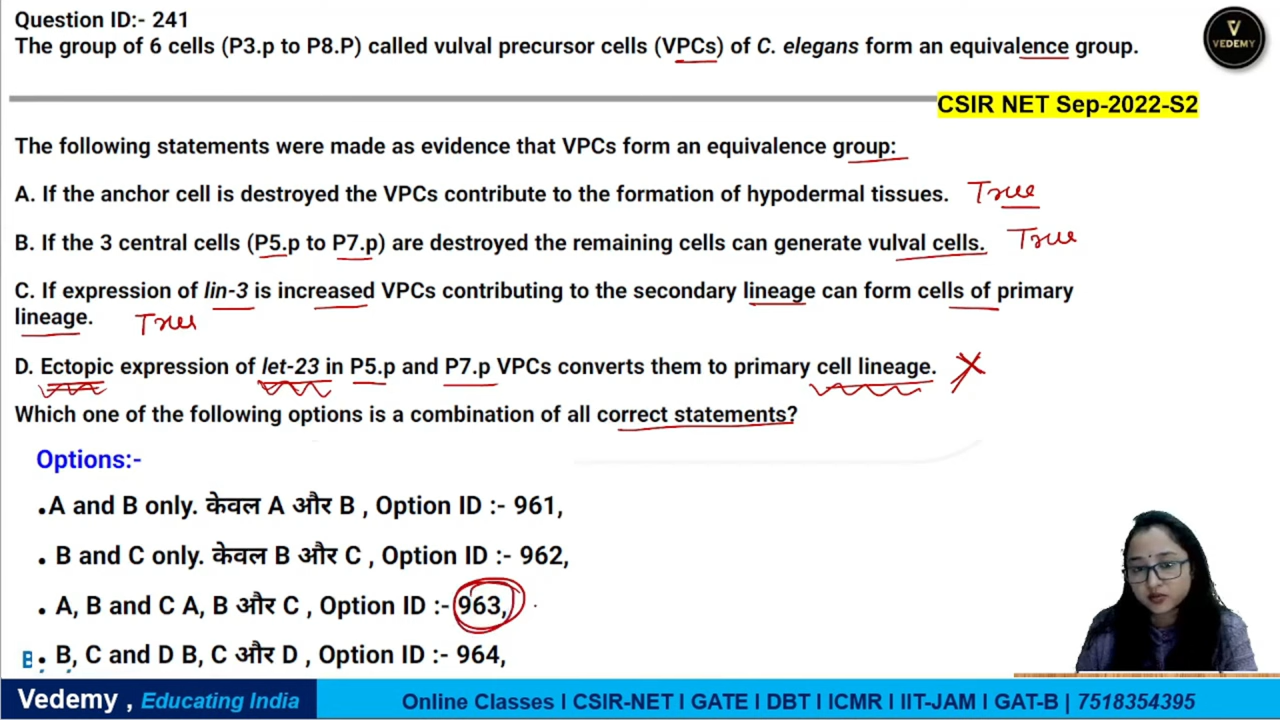 Question ID:- 241
The group of 6 cells (P3.p to P8.P) called vulval precursor cells (VPCs) of C. elegans form an equivalence group.
VEDEMY
CSIR NET Sep-2022-S2
The following statements were made as evidence that VPCs form an equivalence group:
A. If the anchor cell is destroyed the VPCs contribute to the formation of hypodermal tissues. True
B. If the 3 central cells (P5.p to P7.p) are destroyed the remaining cells can generate vulval cells. True
C. If expression of lin-3 is increased VPCs contributing to the secondary lineage can form cells of primary
lineage. True
D. Ectopic expression of let-23 in P5.p and P7.p VPCs converts them to primary cell lineage. X
Which one of the following options is a combination of all correct statements?
Options:-
.A and B only. केवल A और B , Option ID :- 961,
. B and C only. केवल B और C , Option ID :- 962,
. A, B and C A, B और C , Option ID :- 963,
. B, C and D B, C और D , Option ID :- 964,
Vedemy , Educating India
Online Classes I CSIR-NET I GATE I DBT I ICMR I IIT-JAM I GAT-B | 7518354395